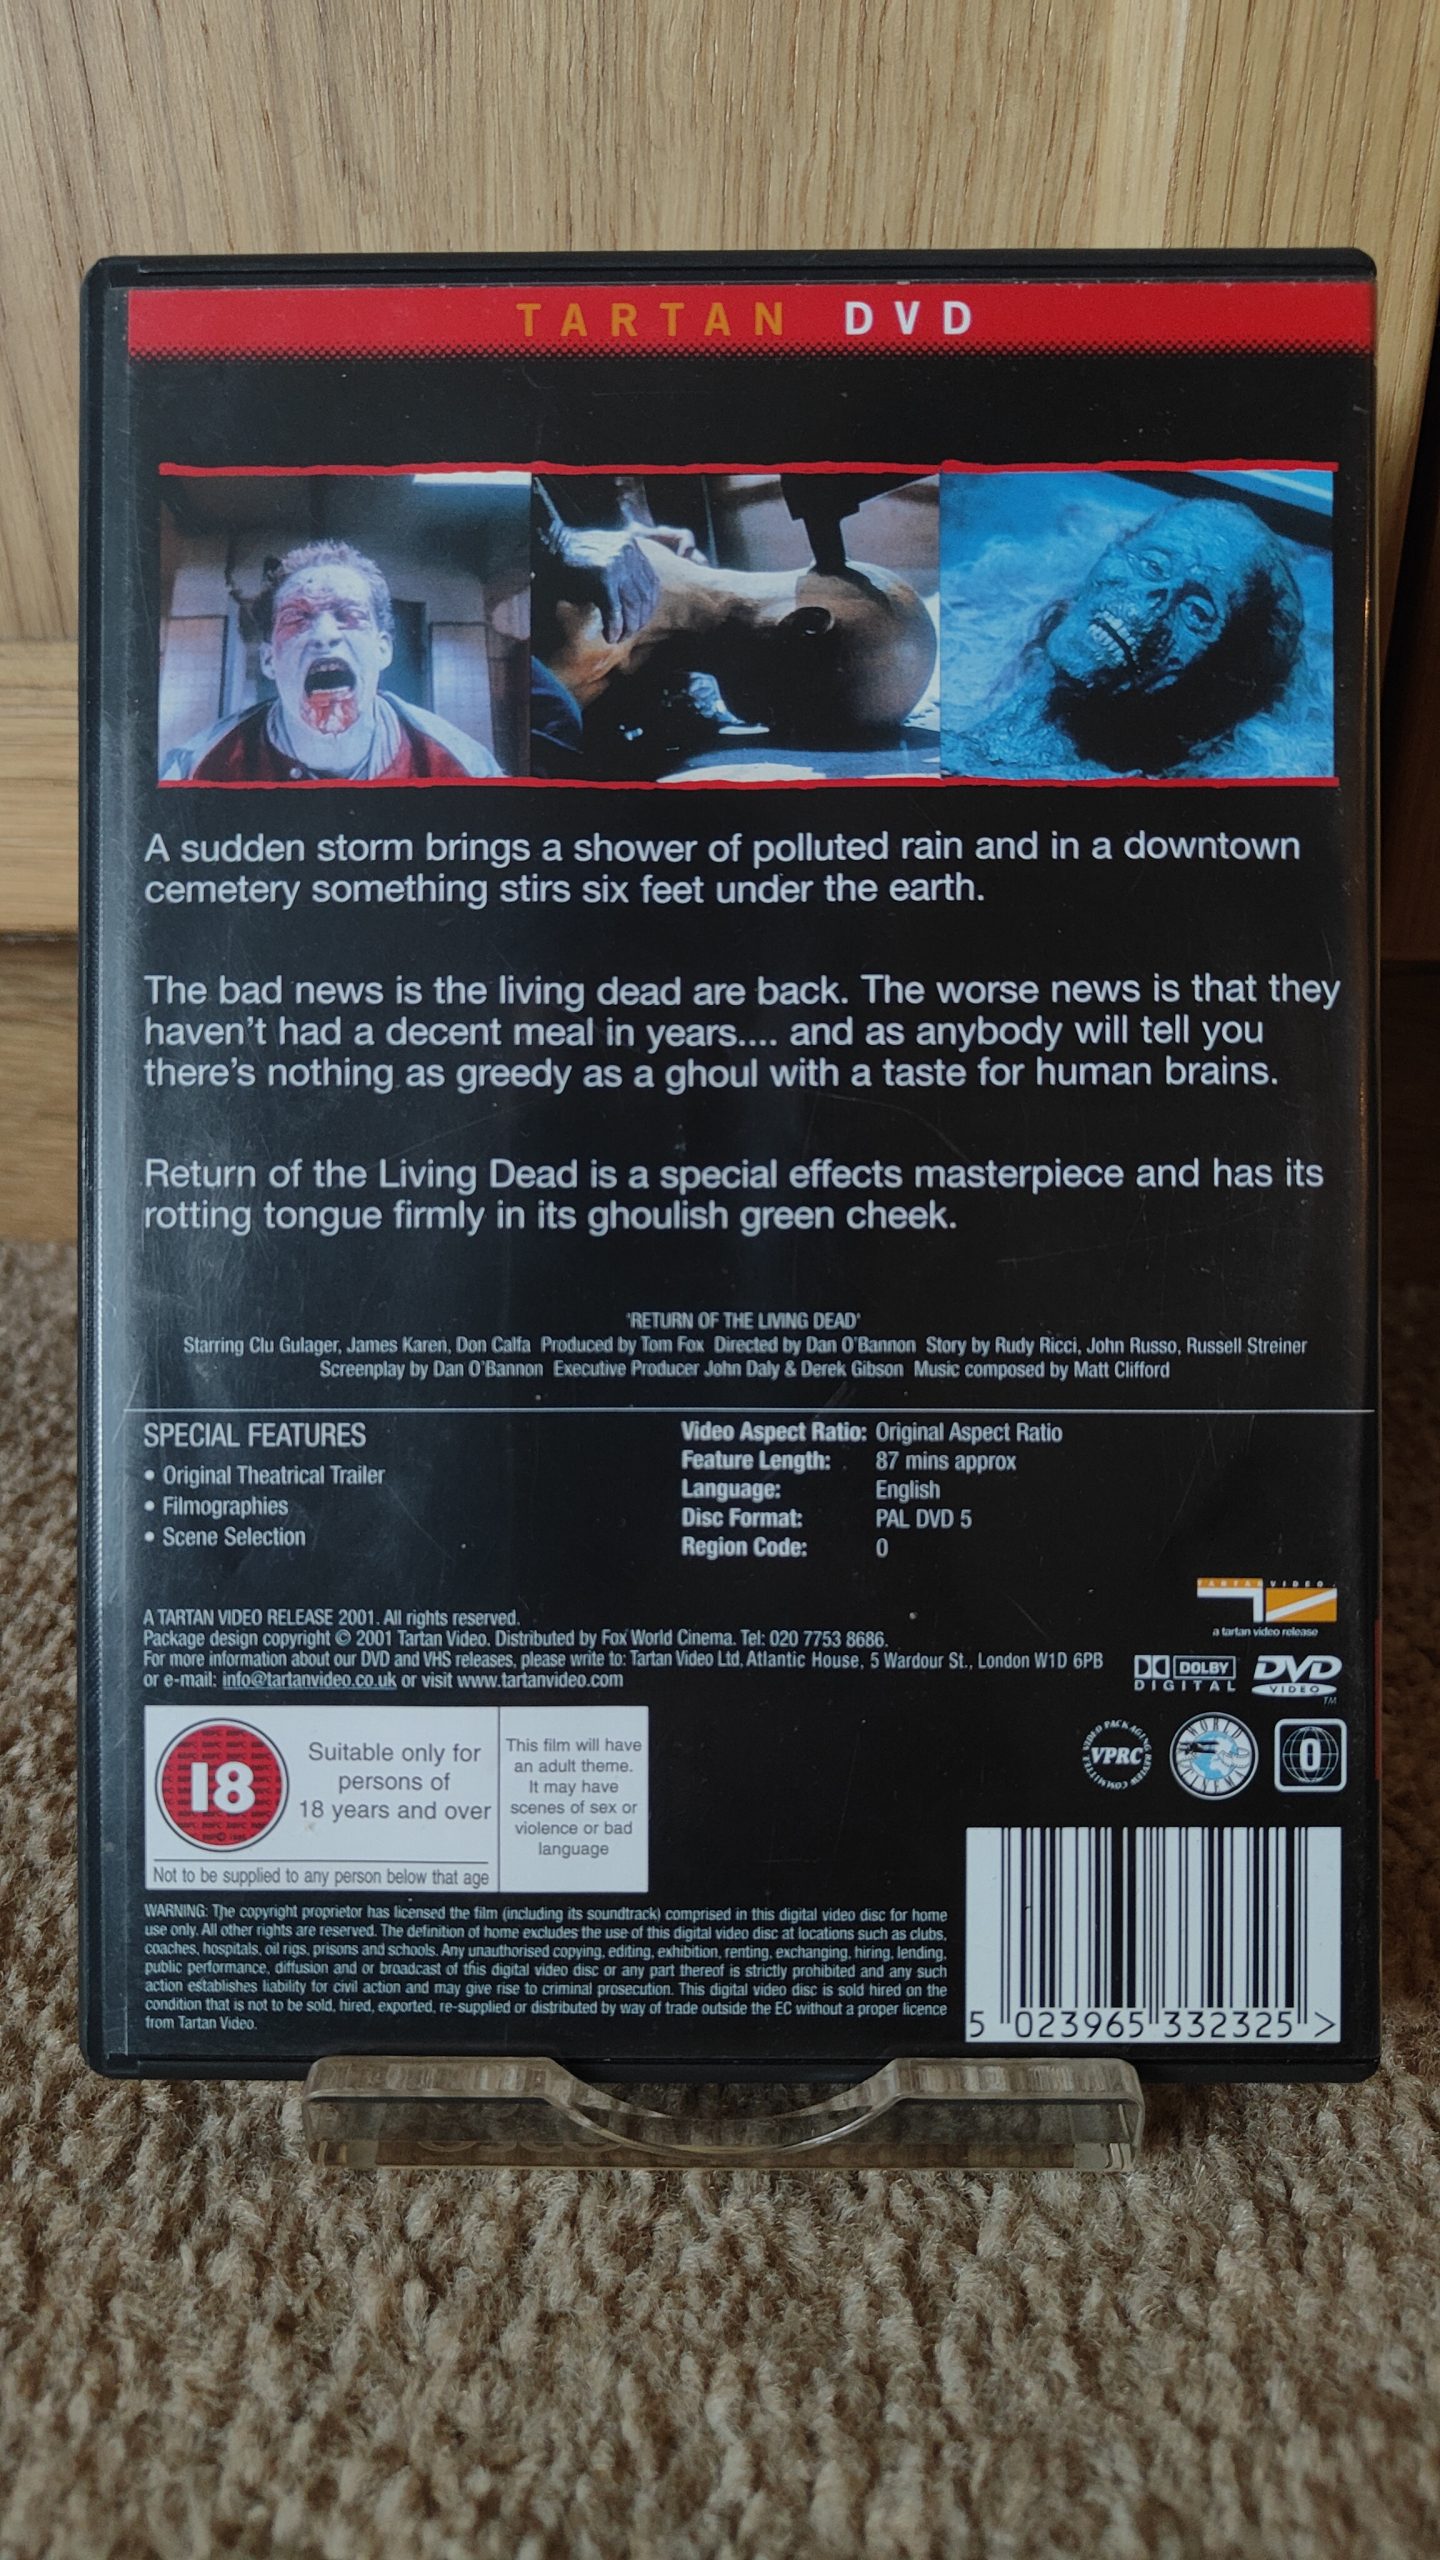 TARTAN DVD
A sudden storm brings a shower of polluted rain and in a downtown
cemetery something stirs six feet under the earth.
The bad news is the living dead are back. The worse news is that they
haven't had a decent meal in years.... and as anybody will tell you
there's nothing as greedy as a ghoul with a taste for human brains.
Return of the Living Dead is a special effects masterpiece and has its
rotting tongue firmly in its ghoulish green cheek.
'RETURN OF THE LIVING DEAD'
Starring Clu Gulager, James Karen, Don Calfa Produced by Tom Fox Directed by Dan O'Bannon Story by Rudy Ricci, John Russo, Russell Streiner
Screenplay by Dan O'Bannon Executive Producer John Daly & Derek Gibson Music composed by Matt Clifford
SPECIAL FEATURES
• Original Theatrical Trailer
• Filmographies
• Scene Selection
Video Aspect Ratio: Original Aspect Ratio
Feature Length: 87 mins approx
Language: English
Disc Format: PAL DVD 5
Region Code: 0
TARTAN VIDEO
a tartan video release
A TARTAN VIDEO RELEASE 2001. All rights reserved.
Package design copyright © 2001 Tartan Video. Distributed by Fox World Cinema. Tel: 020 7753 8686.
For more information about our DVD and VHS releases, please write to: Tartan Video Ltd, Atlantic House, 5 Wardour St., London W1D 6PB
or e-mail: info@tartanvideo.co.uk or visit www.tartanvideo.com
DOLBY
DIGITAL
DVD
VIDEO
TM
VIDEO PACKAGING REVIEW COMMITTEE
VPRC
WORLD CINEMA
0
18
Suitable only for
persons of
18 years and over
Not to be supplied to any person below that age
This film will have
an adult theme.
It may have
scenes of sex or
violence or bad
language
WARNING: The copyright proprietor has licensed the film (including its soundtrack) comprised in this digital video disc for home
use only. All other rights are reserved. The definition of home excludes the use of this digital video disc at locations such as clubs,
coaches, hospitals, oil rigs, prisons and schools. Any unauthorised copying, editing, exhibition, renting, exchanging, hiring, lending,
public performance, diffusion and or broadcast of this digital video disc or any part thereof is strictly prohibited and any such
action establishes liability for civil action and may give rise to criminal prosecution. This digital video disc is sold hired on the
condition that is not to be sold, hired, exported, re-supplied or distributed by way of trade outside the EC without a proper licence
from Tartan Video.
5 023965 332325 >